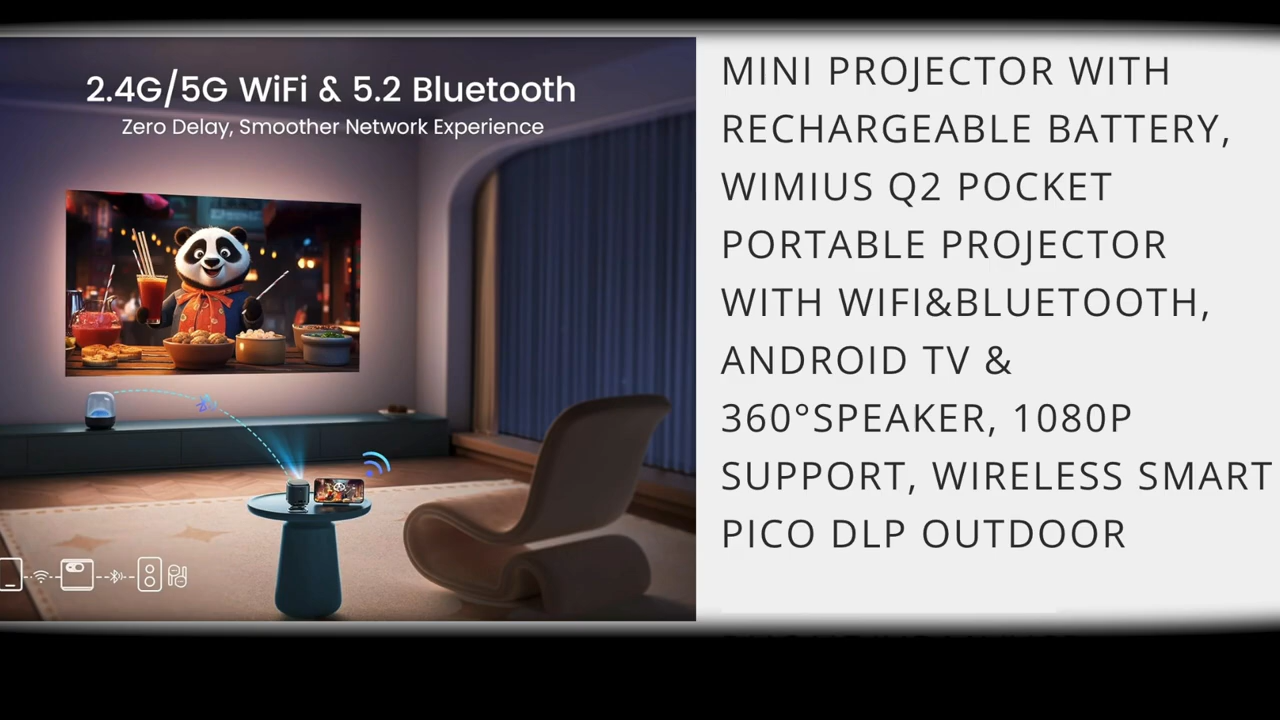 2.4G/5G WiFi & 5.2 Bluetooth
Zero Delay, Smoother Network Experience
MINI PROJECTOR WITH
RECHARGEABLE BATTERY,
WIMIUS Q2 POCKET
PORTABLE PROJECTOR
WITH WIFI&BLUETOOTH,
ANDROID TV &
360°SPEAKER, 1080P
SUPPORT, WIRELESS SMART
PICO DLP OUTDOOR